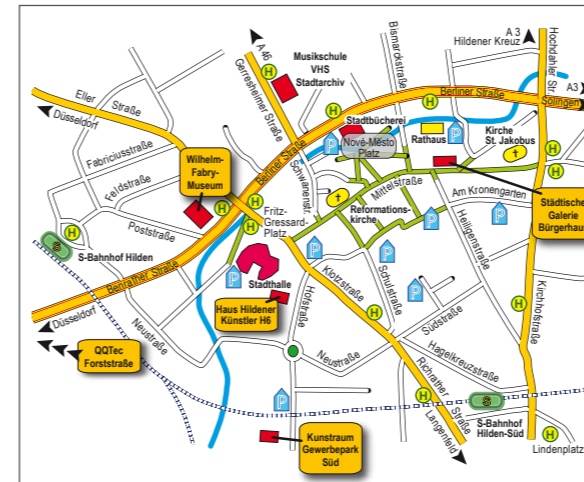 A 3
Hildener Kreuz
Hochdahler Str.
A 46
Gerresheimer Straße
Musikschule
VHS
Stadtarchiv
Bismarckstraße
Berliner Straße
A3
Solingen
H
Eller Straße
Düsseldorf
Fabriciusstraße
Feldstraße
Wilhelm-
Fabry-
Museum
Berliner Straße
Stadtbücherei
Nové-Město
Platz
P
Rathaus
Kirche
St. Jakobus
Schwanenstr.
Mittelstraße
Am Kronengarten
Städtische
Galerie
Bürgerhaus
Reformations-
kirche
Fritz-
Gressard-
Platz
Poststraße
S
S-Bahnhof Hilden
Benrather Straße
Düsseldorf
Stadthalle
Haus Hildener
Künstler H6
Heiligenstraße
Klotzstraße
Schulstraße
Südstraße
Kirchhofstraße
Hofstraße
Neustraße
Neustraße
QQTec
Forststraße
Hagelkreuzstraße
Richrather Straße
Langenfeld
S
S-Bahnhof
Hilden-Süd
Lindenplatz
Kunstraum
Gewerbepark
Süd